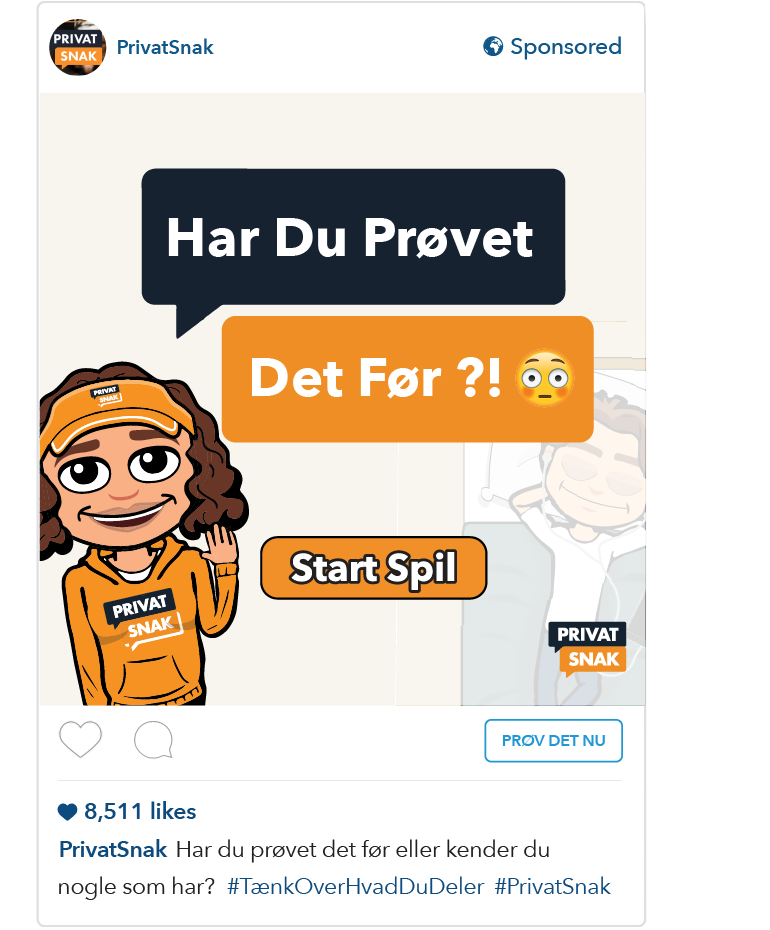 PRIVAT
SNAK
PrivatSnak
Sponsored
Har Du Prøvet
Det Før ?! 😳
PRIVAT
SNAK
Start Spil
PRIVAT
SNAK
PRIVAT
SNAK
PRØV DET NU
8,511 likes
PrivatSnak Har du prøvet det før eller kender du
nogle som har? #TænkOverHvadDuDeler #PrivatSnak